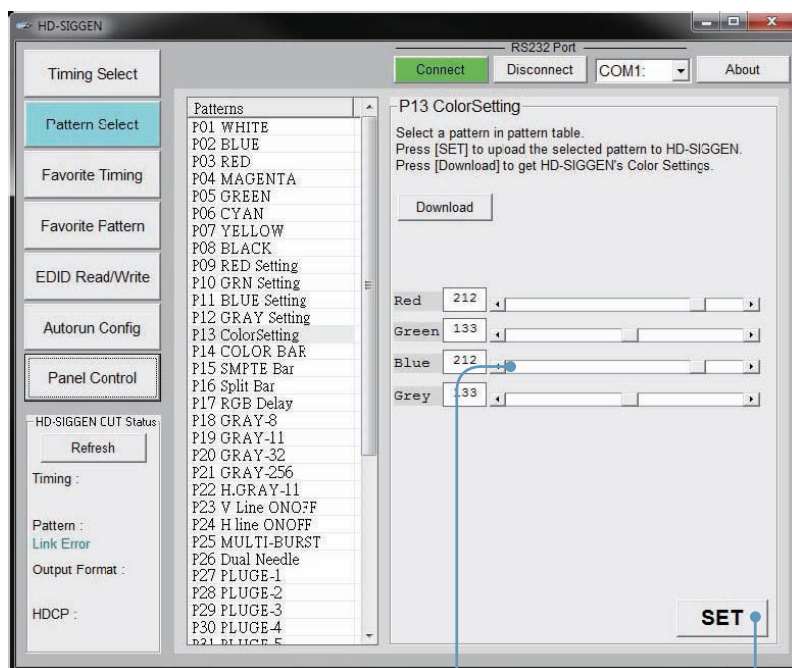 HD-SIGGEN
RS232 Port
Timing Select
Connect
Disconnect
COM1:
About
Pattern Select
Favorite Timing
Favorite Pattern
EDID Read/Write
Autorun Config
Panel Control
HD-SIGGEN CUT Status
Refresh
Timing :
Pattern :
Link Error
Output Format :
HDCP :
Patterns
P01 WHITE
P02 BLUE
P03 RED
P04 MAGENTA
P05 GREEN
P06 CYAN
P07 YELLOW
P08 BLACK
P09 RED Setting
P10 GRN Setting
P11 BLUE Setting
P12 GRAY Setting
P13 ColorSetting
P14 COLOR BAR
P15 SMPTE Bar
P16 Split Bar
P17 RGB Delay
P18 GRAY-8
P19 GRAY-11
P20 GRAY-32
P21 GRAY-256
P22 H.GRAY-11
P23 V Line ONOFF
P24 H line ONOFF
P25 MULTI-BURST
P26 Dual Needle
P27 PLUGE-1
P28 PLUGE-2
P29 PLUGE-3
P30 PLUGE-4
P31 PLUGE-5
P13 ColorSetting
Select a pattern in pattern table.
Press [SET] to upload the selected pattern to HD-SIGGEN.
Press [Download] to get HD-SIGGEN's Color Settings.
Download
Red 212
Green 133
Blue 212
Grey 133
SET